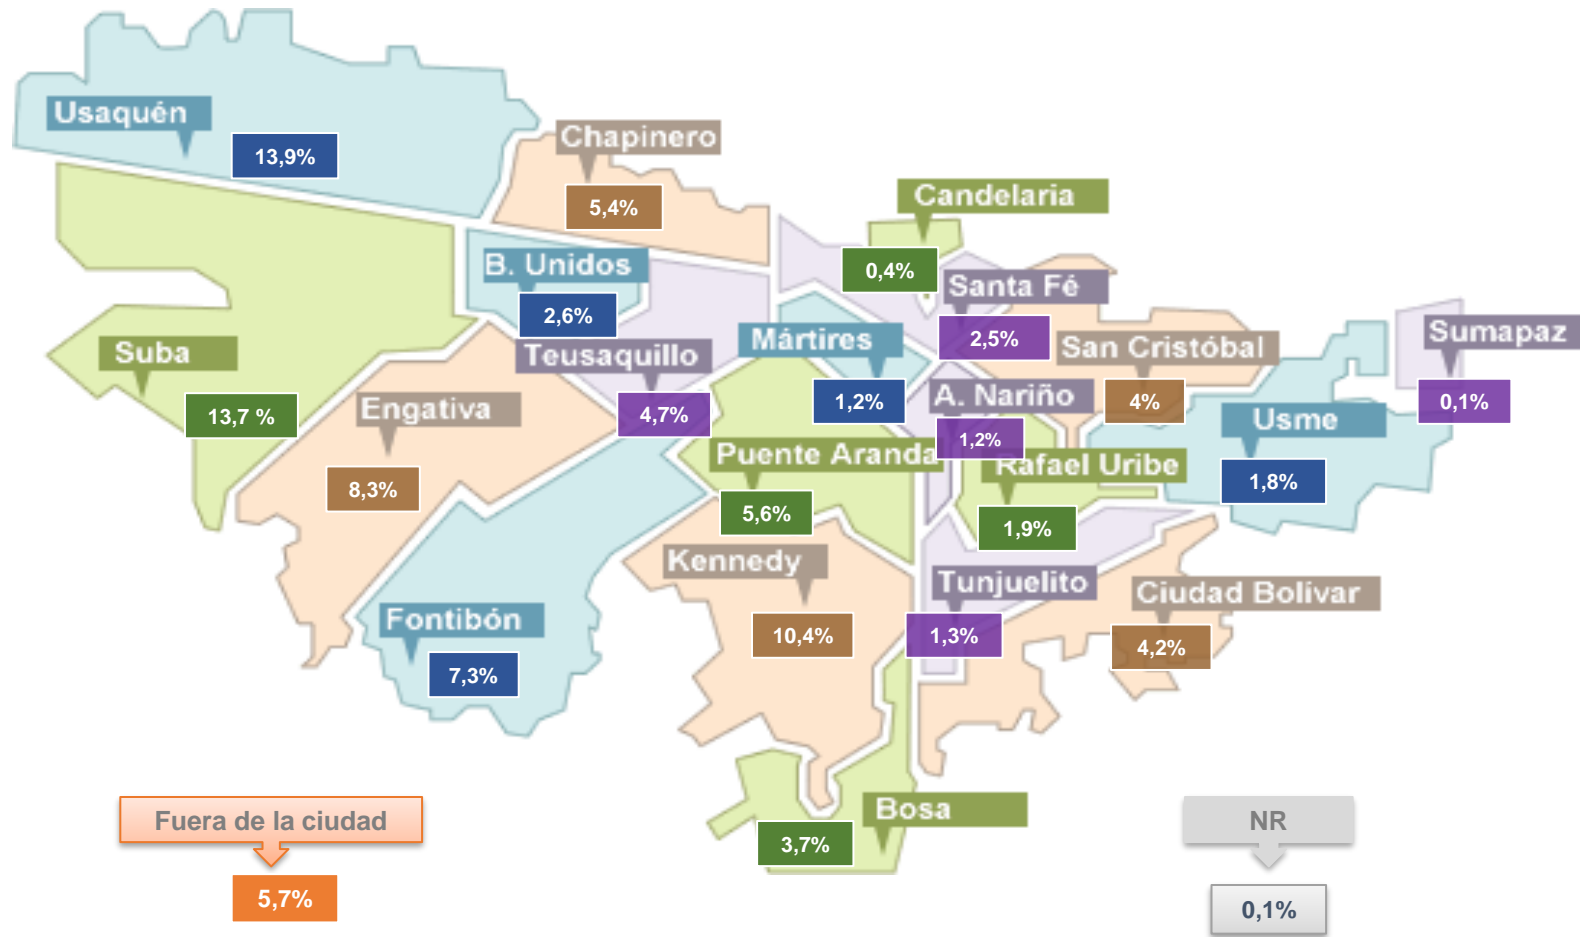 Usaquén
13,9%
Chapinero
5,4%
Candelaria
0,4%
B. Unidos
2,6%
Santa Fé
2,5%
Mártires
1,2%
Sumapaz
0,1%
San Cristóbal
4%
Suba
13,7 %
Teusaquillo
4,7%
A. Nariño
1,2%
Engativa
8,3%
Usme
1,8%
Puente Aranda
5,6%
Rafael Uribe
1,9%
Kennedy
10,4%
Tunjuelito
1,3%
Ciudad Bolívar
4,2%
Fontibón
7,3%
Bosa
3,7%
Fuera de la ciudad
5,7%
NR
0,1%